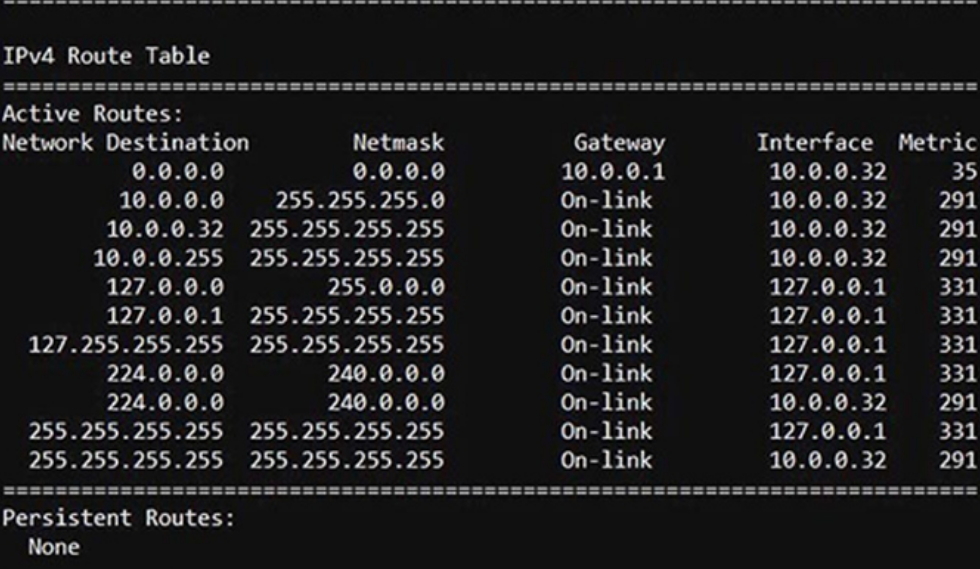 ===========================================================================
IPv4 Route Table
===========================================================================
Active Routes:
Network Destination        Netmask          Gateway       Interface  Metric
          0.0.0.0          0.0.0.0         10.0.0.1        10.0.0.32     35
         10.0.0.0    255.255.255.0         On-link         10.0.0.32    291
        10.0.0.32  255.255.255.255         On-link         10.0.0.32    291
       10.0.0.255  255.255.255.255         On-link         10.0.0.32    291
        127.0.0.0        255.0.0.0         On-link         127.0.0.1    331
        127.0.0.1  255.255.255.255         On-link         127.0.0.1    331
  127.255.255.255  255.255.255.255         On-link         127.0.0.1    331
        224.0.0.0        240.0.0.0         On-link         127.0.0.1    331
        224.0.0.0        240.0.0.0         On-link         10.0.0.32    291
  255.255.255.255  255.255.255.255         On-link         127.0.0.1    331
  255.255.255.255  255.255.255.255         On-link         10.0.0.32    291
===========================================================================
Persistent Routes:
  None